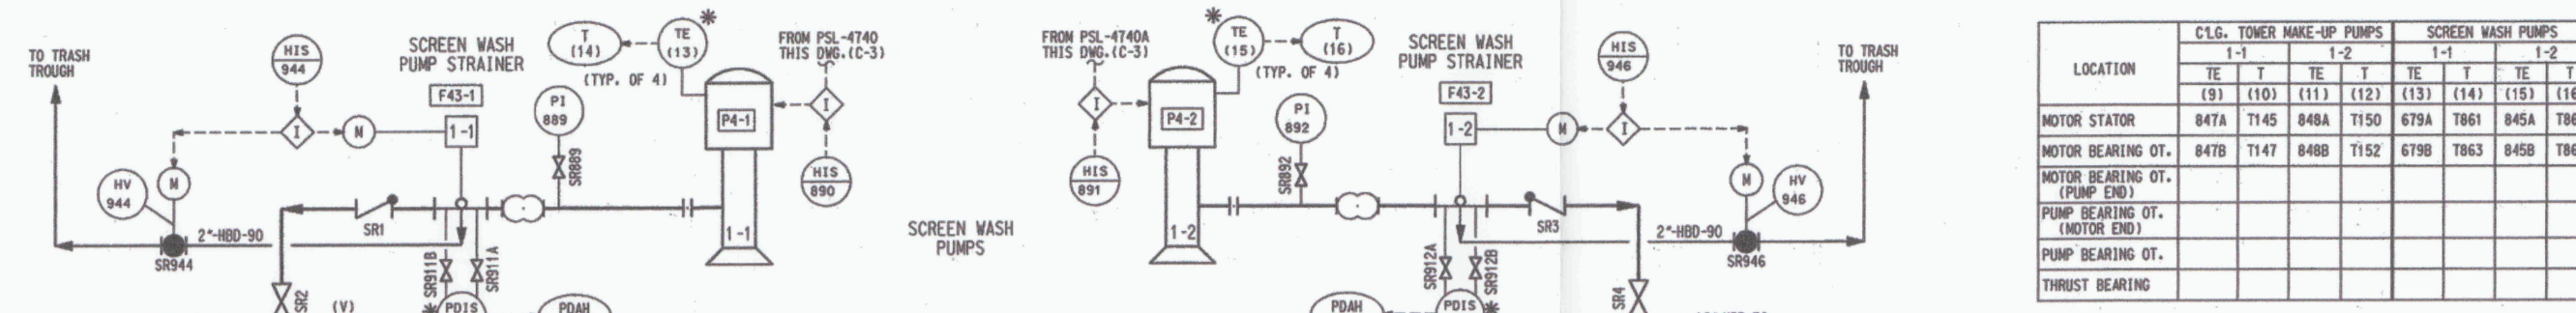 TO TRASH
TROUGH
HIS
944
I
M
SCREEN WASH
PUMP STRAINER
F43-1
1-1
T
(14)
TE
(13)
*
(TYP. OF 4)
FROM PSL-4740
THIS DWG.(C-3)
I
HIS
890
P4-1
1-1
PI
889
SR889
HV
944
M
2"-HBD-90
SR944
SR1
SR2
(V)
SR911B
SR911A
*
PDIS
PDAH
SCREEN WASH
PUMPS
FROM PSL-4740A
THIS DWG.(C-3)
I
HIS
891
*
TE
(15)
T
(16)
(TYP. OF 4)
P4-2
1-2
PI
892
SR892
SCREEN WASH
PUMP STRAINER
F43-2
1-2
M
I
HIS
946
TO TRASH
TROUGH
M
HV
946
2"-HBD-90
SR946
SR3
SR4
SR912A
SR912B
PDIS
*
PDAH
LOCATION
CLG. TOWER MAKE-UP PUMPS SCREEN WASH PUMPS
1-1 1-2 1-1 1-2
TE T TE T TE T TE T
(9) (10) (11) (12) (13) (14) (15)
MOTOR STATOR 847A T145 848A T150 679A T861 845A
MOTOR BEARING OT. 847B T147 848B T152 679B T863 845B
MOTOR BEARING OT.
(PUMP END)
PUMP BEARING OT.
(MOTOR END)
PUMP BEARING OT.
THRUST BEARING